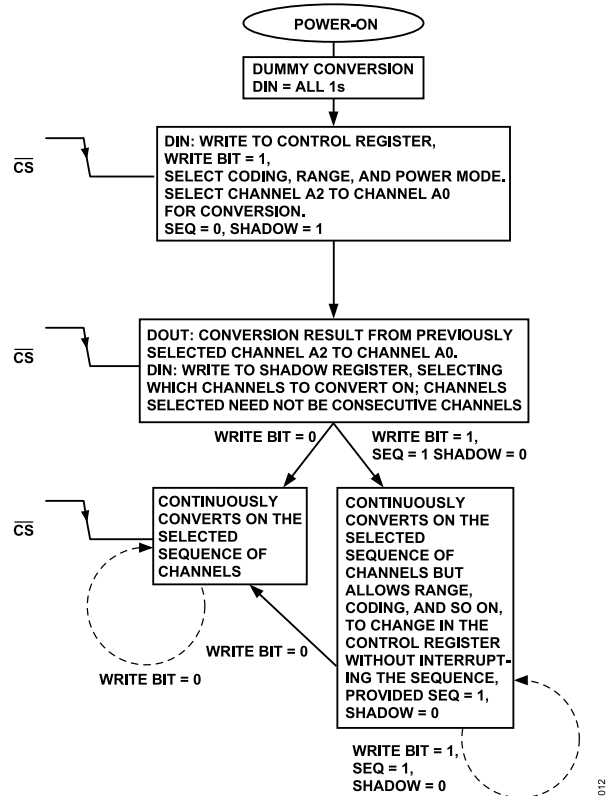 POWER-ON
DUMMY CONVERSION
DIN = ALL 1s
CS
DIN: WRITE TO CONTROL REGISTER,
WRITE BIT = 1,
SELECT CODING, RANGE, AND POWER MODE.
SELECT CHANNEL A2 TO CHANNEL A0
FOR CONVERSION.
SEQ = 0, SHADOW = 1
CS
DOUT: CONVERSION RESULT FROM PREVIOUSLY
SELECTED CHANNEL A2 TO CHANNEL A0.
DIN: WRITE TO SHADOW REGISTER, SELECTING
WHICH CHANNELS TO CONVERT ON; CHANNELS
SELECTED NEED NOT BE CONSECUTIVE CHANNELS
WRITE BIT = 0
WRITE BIT = 1,
SEQ = 1 SHADOW = 0
CS
CONTINUOUSLY
CONVERTS ON THE
SELECTED
SEQUENCE OF
CHANNELS
CONTINUOUSLY
CONVERTS ON THE
SELECTED
SEQUENCE OF
CHANNELS BUT
ALLOWS RANGE,
CODING, AND SO ON,
TO CHANGE IN THE
CONTROL REGISTER
WITHOUT INTERRUPT-
ING THE SEQUENCE,
PROVIDED SEQ = 1,
SHADOW = 0
WRITE BIT = 0
WRITE BIT = 0
WRITE BIT = 1,
SEQ = 1,
SHADOW = 0
012